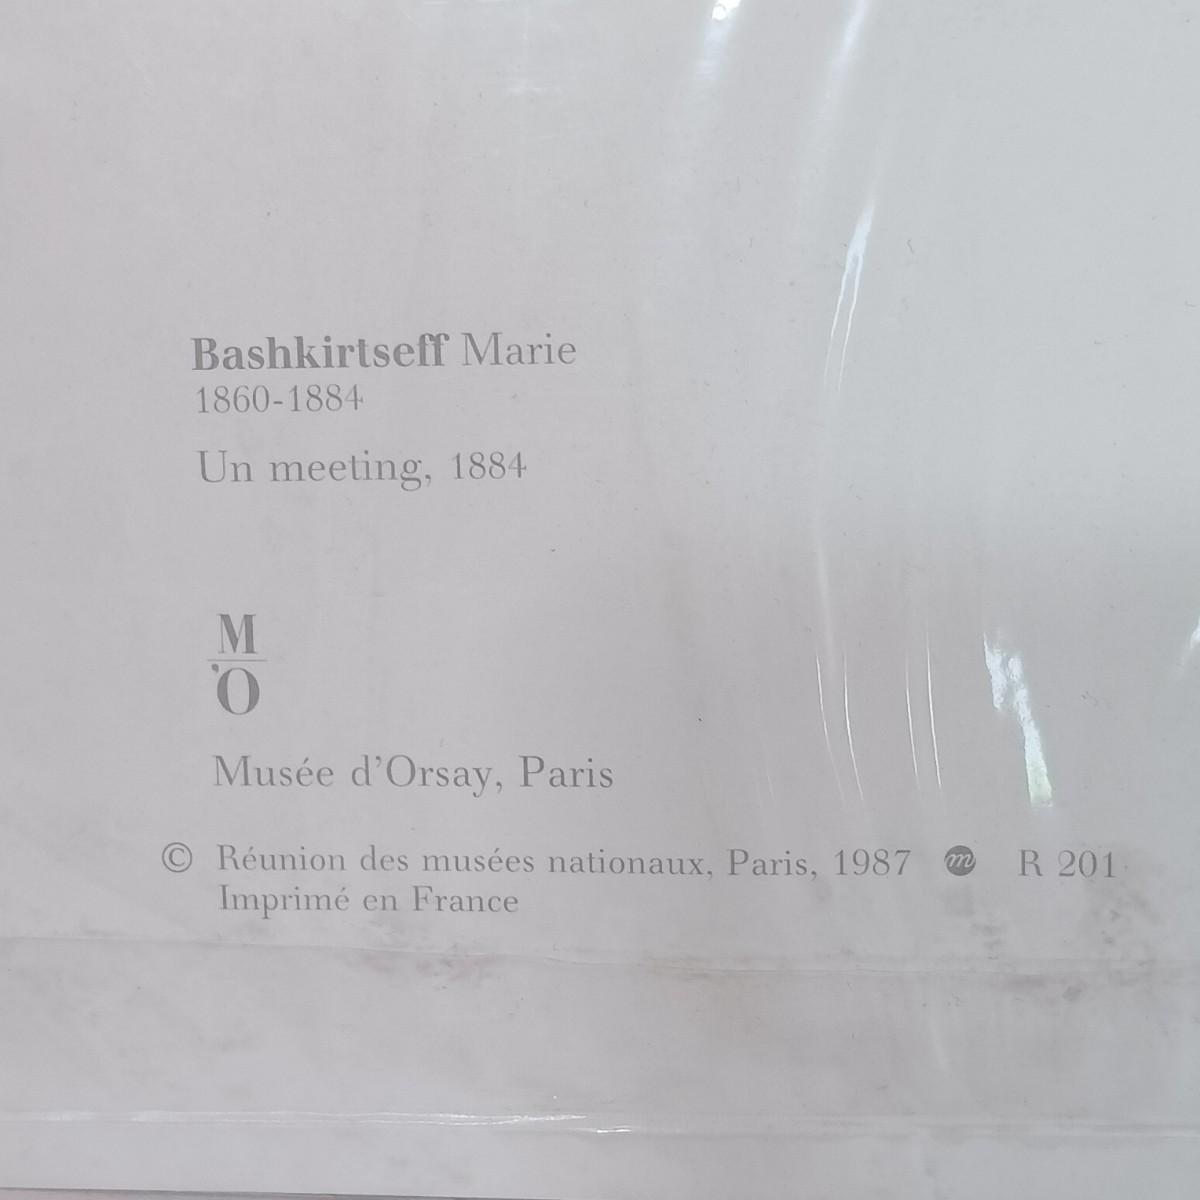 Bashkirtseff Marie
1860-1884
Un meeting, 1884
M
'O
Musée d'Orsay, Paris
© Réunion des musées nationaux, Paris, 1987 m R 201
Imprimé en France